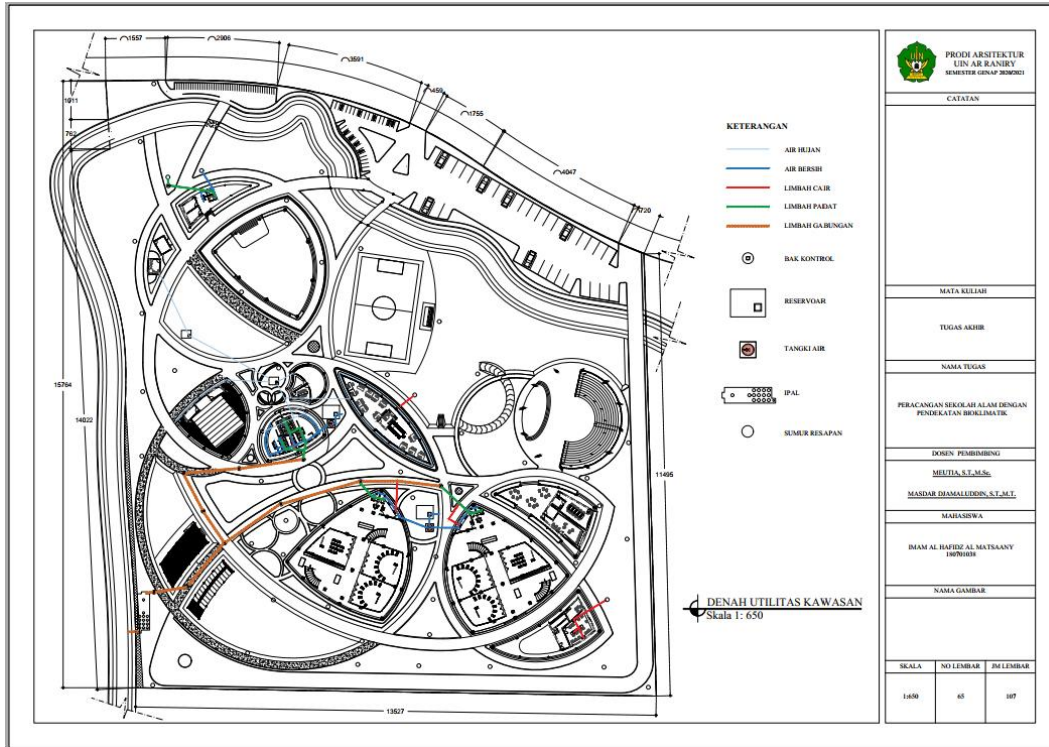 1557
2906
3591
459
1755
4047
720
1011
762
15764
14022
11495
13527
KETERANGAN
AIR HUJAN
AIR BERSIH
LIMBAH CAIR
LIMBAH PADAT
LIMBAH GABUNGAN
BAK KONTROL
RESERVOAR
TANGKI AIR
IPAL
SUMUR RESAPAN
DENAH UTILITAS KAWASAN
Skala 1: 650
PRODI ARSITEKTUR
UIN AR RANIRY
SEMESTER GENAP 2020/2021
CATATAN
MATA KULIAH
TUGAS AKHIR
NAMA TUGAS
PERACANGAN SEKOLAH ALAM DENGAN
PENDEKATAN BIOKLIMATIK
DOSEN PEMBIMBING
MEUTIA, S.T.,M.Sc.
MASDAR DJAMALUDDIN, S.T.,M.T.
MAHASISWA
IMAM AL HAFIDZ AL MATSAANY
180701038
NAMA GAMBAR
SKALA NO LEMBAR JM LEMBAR
1:650 65 107